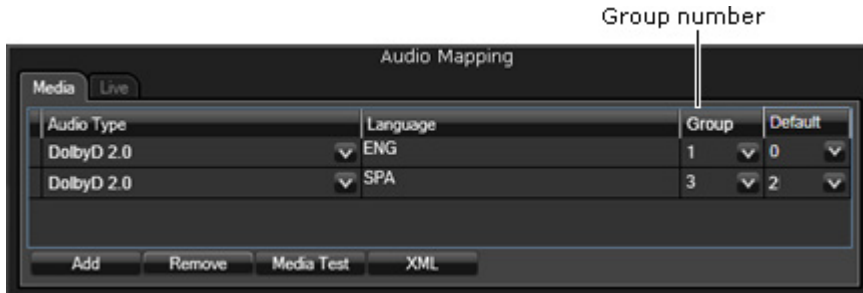 Group number
Audio Mapping
Media Live
Audio Type Language Group Default
DolbyD 2.0 ENG 1 0
DolbyD 2.0 SPA 3 2
Add Remove Media Test XML